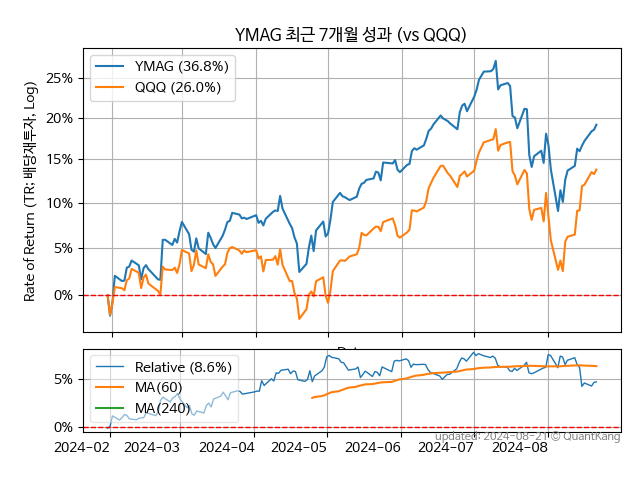 YMAG 최근 7개월 성과 (vs QQQ)
YMAG (36.8%)
QQQ (26.0%)
25%
20%
15%
10%
5%
0%
Rate of Return (TR: 배당재투자, Log)
Relative (8.6%)
MA(60)
MA(240)
5%
0%
2024-02 2024-03 2024-04 2024-05 2024-06 2024-07 2024-08
updated: 2024-08-21 © QuantKang